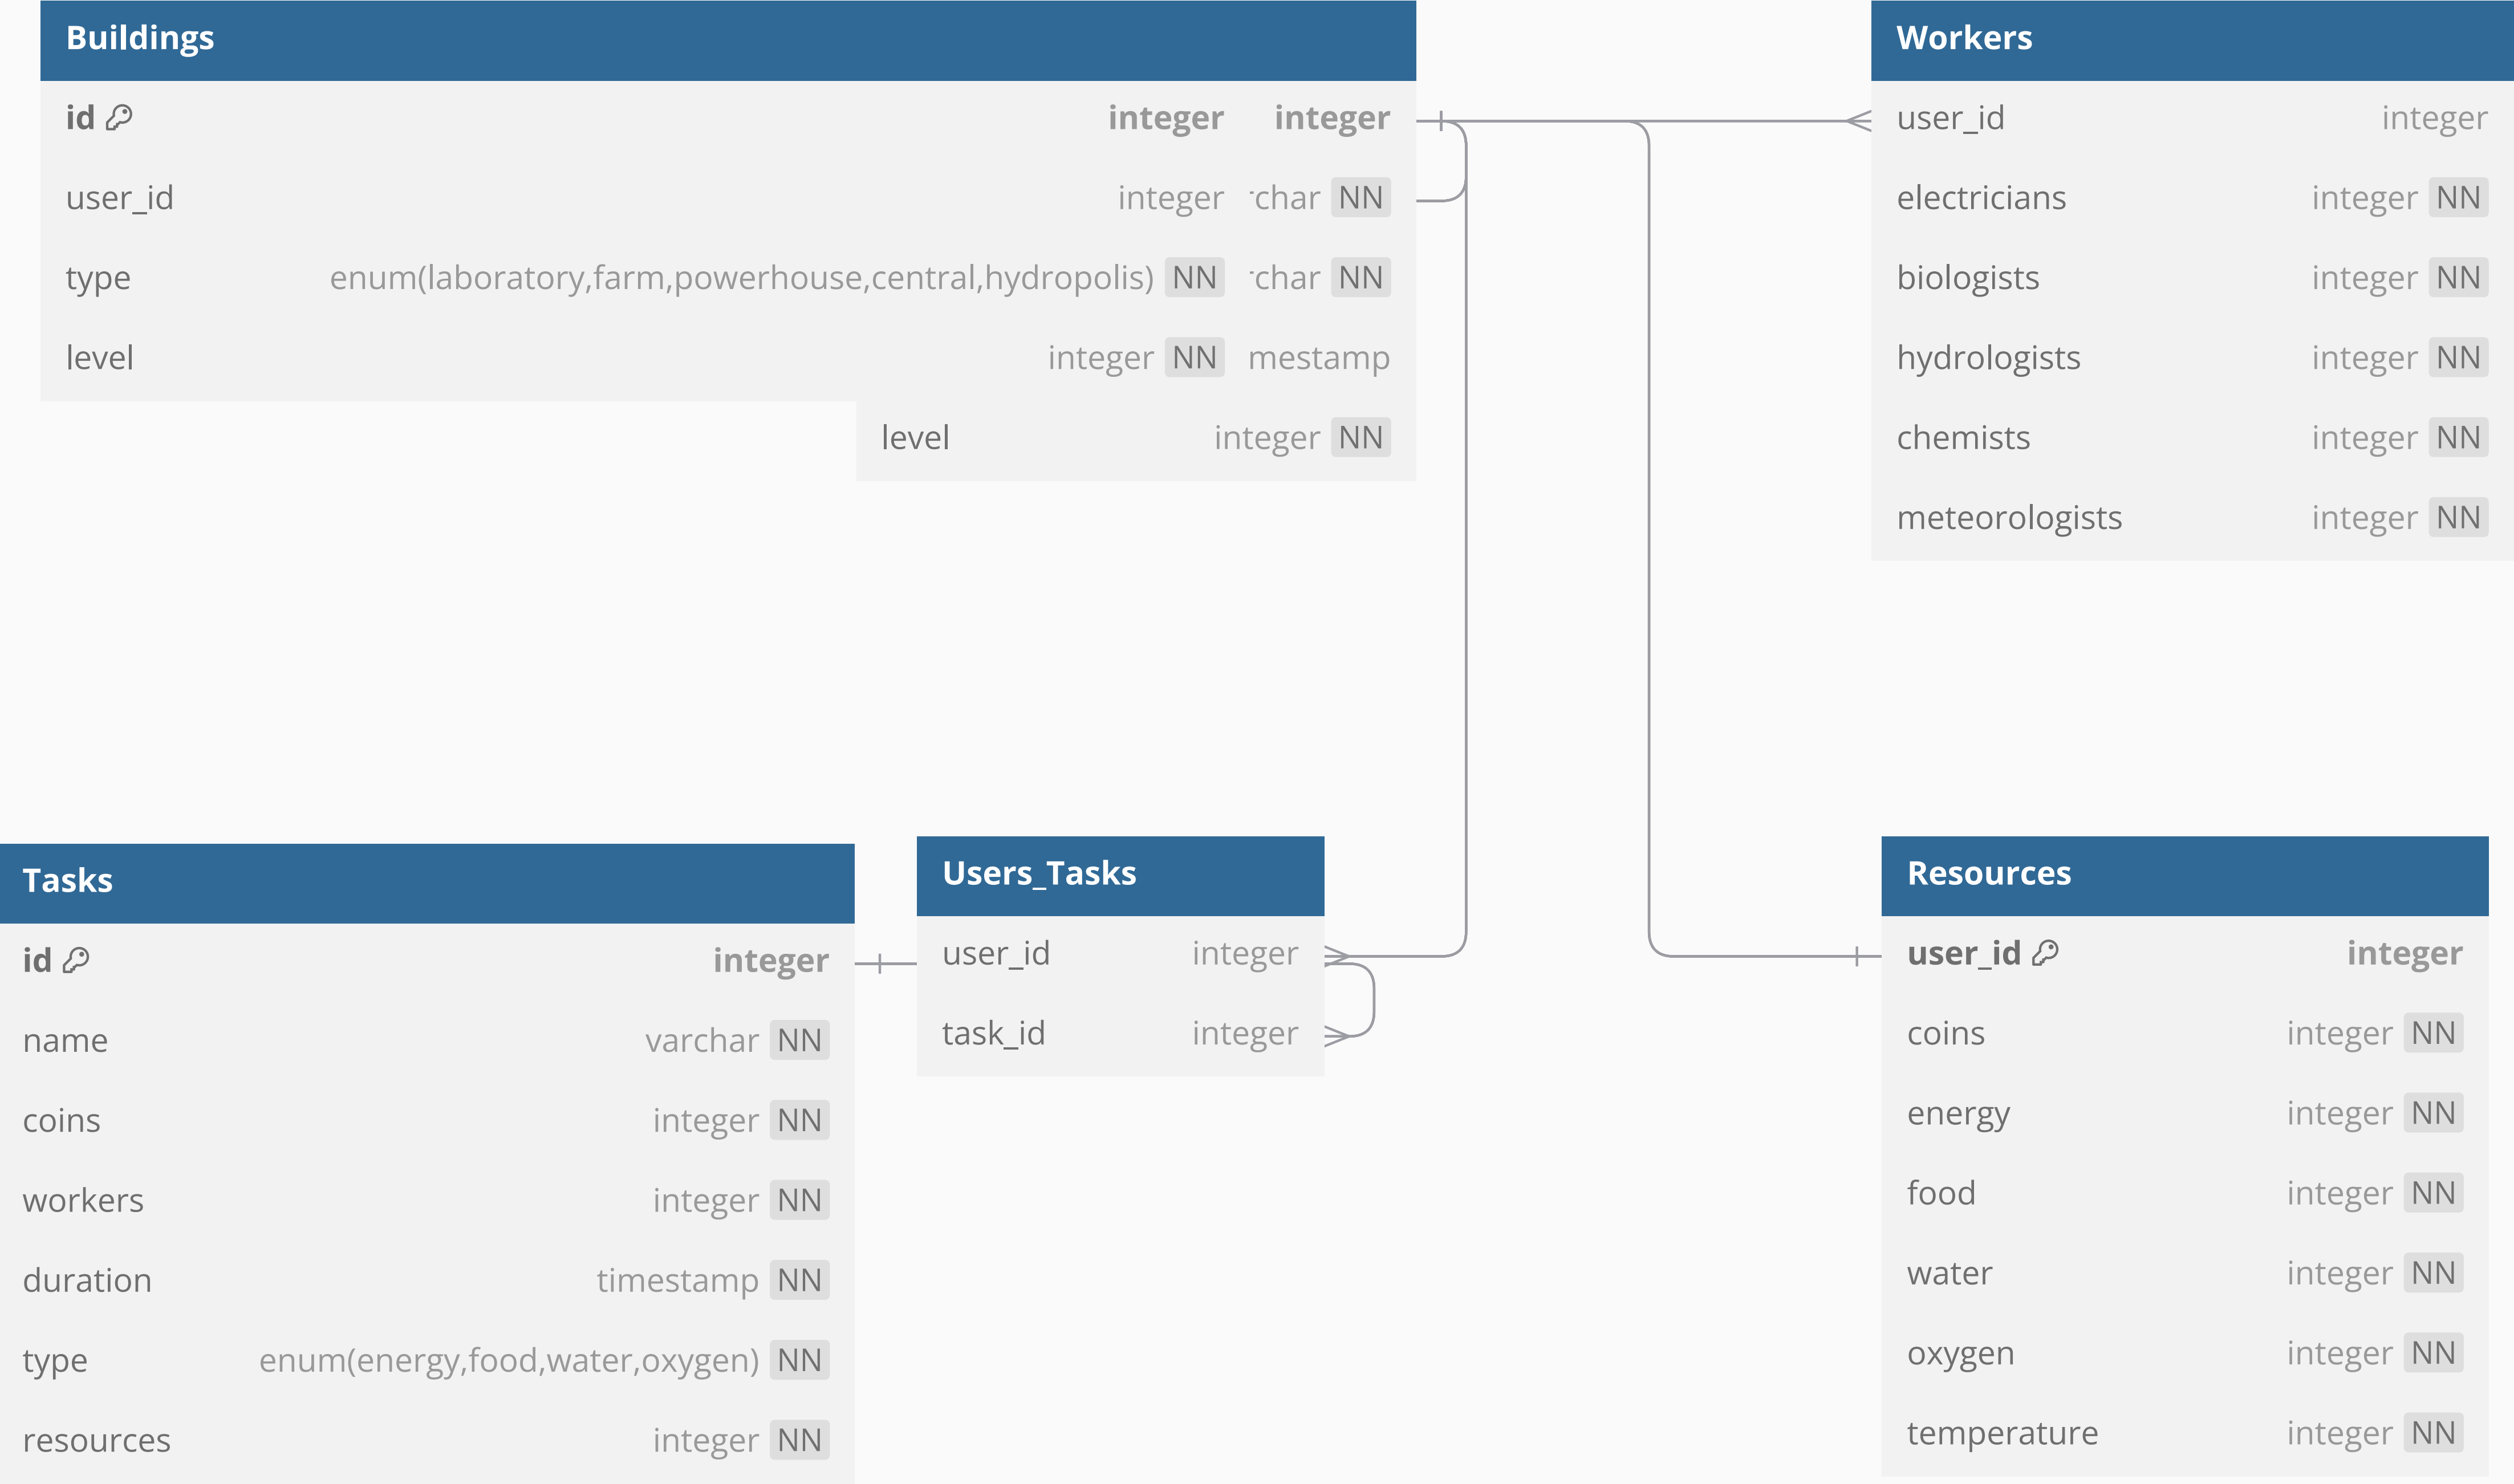 Buildings
id integer integer
user_id integer char NN
type enum(laboratory,farm,powerhouse,central,hydropolis) NN char NN
level integer NN mestamp
level integer NN
Workers
user_id integer
electricians integer NN
biologists integer NN
hydrologists integer NN
chemists integer NN
meteorologists integer NN
Tasks
id integer
name varchar NN
coins integer NN
workers integer NN
duration timestamp NN
type enum(energy,food,water,oxygen) NN
resources integer NN
Users_Tasks
user_id integer
task_id integer
Resources
user_id integer
coins integer NN
energy integer NN
food integer NN
water integer NN
oxygen integer NN
temperature integer NN